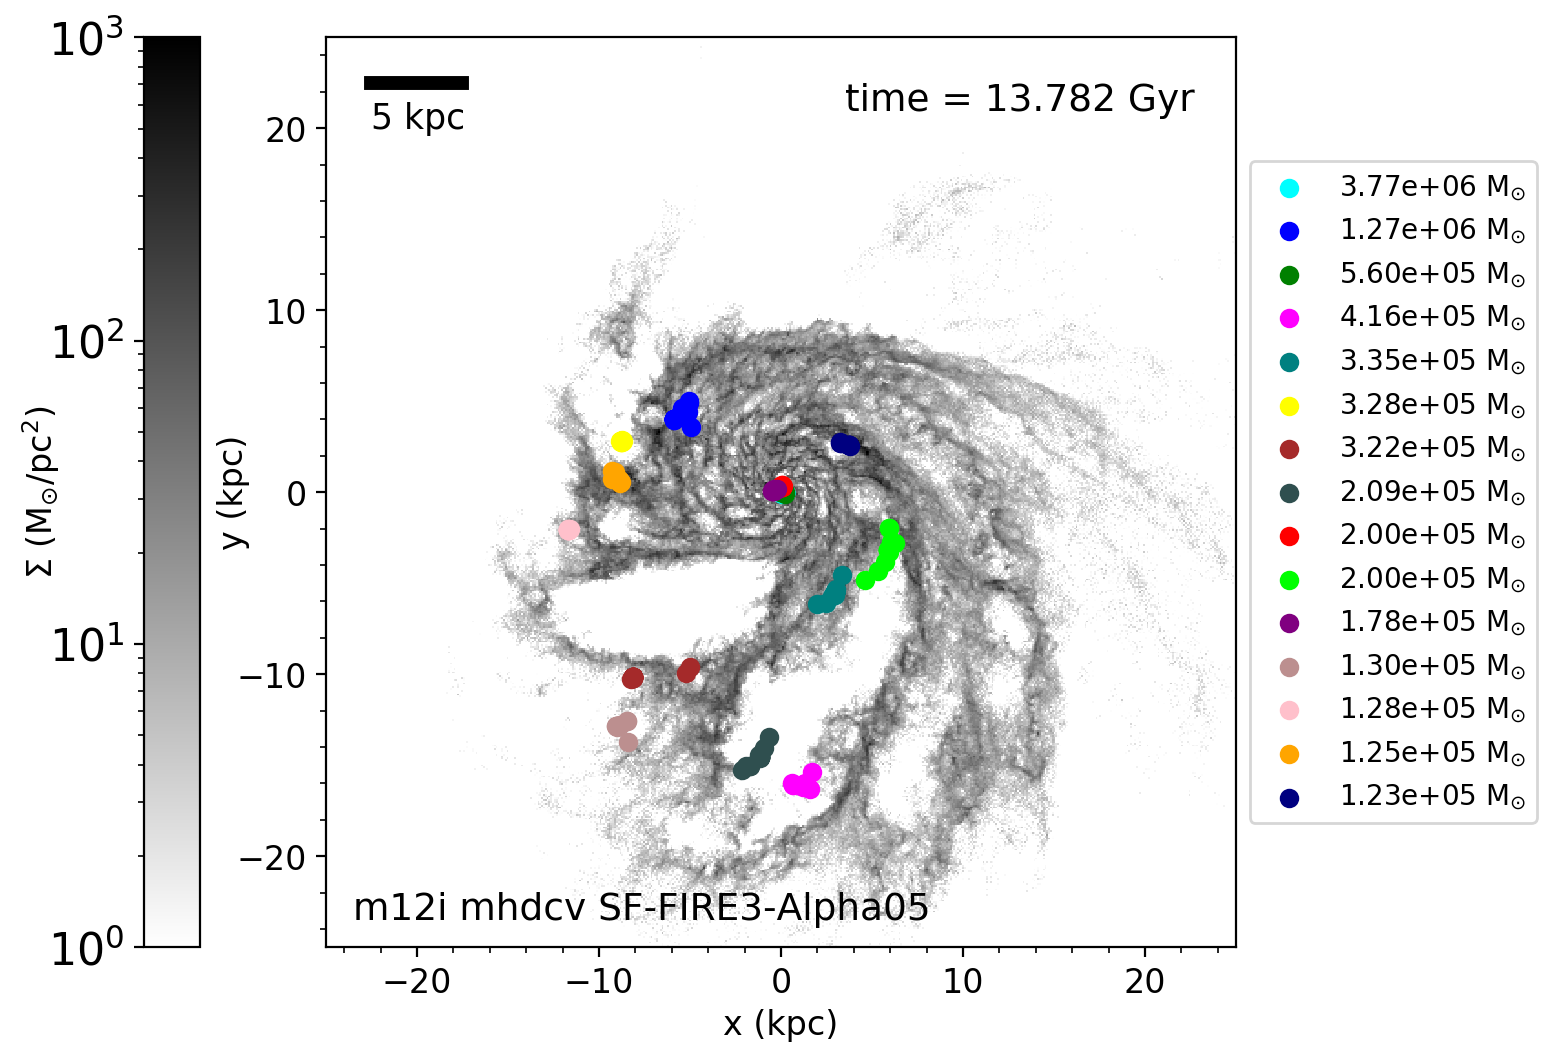 10³
10²
10¹
10⁰
Σ (M⊙/pc²)
y (kpc)
20
10
0
−10
−20
5 kpc
time = 13.782 Gyr
m12i mhdcv SF-FIRE3-Alpha05
−20
−10
0
10
20
x (kpc)
3.77e+06 M⊙
1.27e+06 M⊙
5.60e+05 M⊙
4.16e+05 M⊙
3.35e+05 M⊙
3.28e+05 M⊙
3.22e+05 M⊙
2.09e+05 M⊙
2.00e+05 M⊙
2.00e+05 M⊙
1.78e+05 M⊙
1.30e+05 M⊙
1.28e+05 M⊙
1.25e+05 M⊙
1.23e+05 M⊙